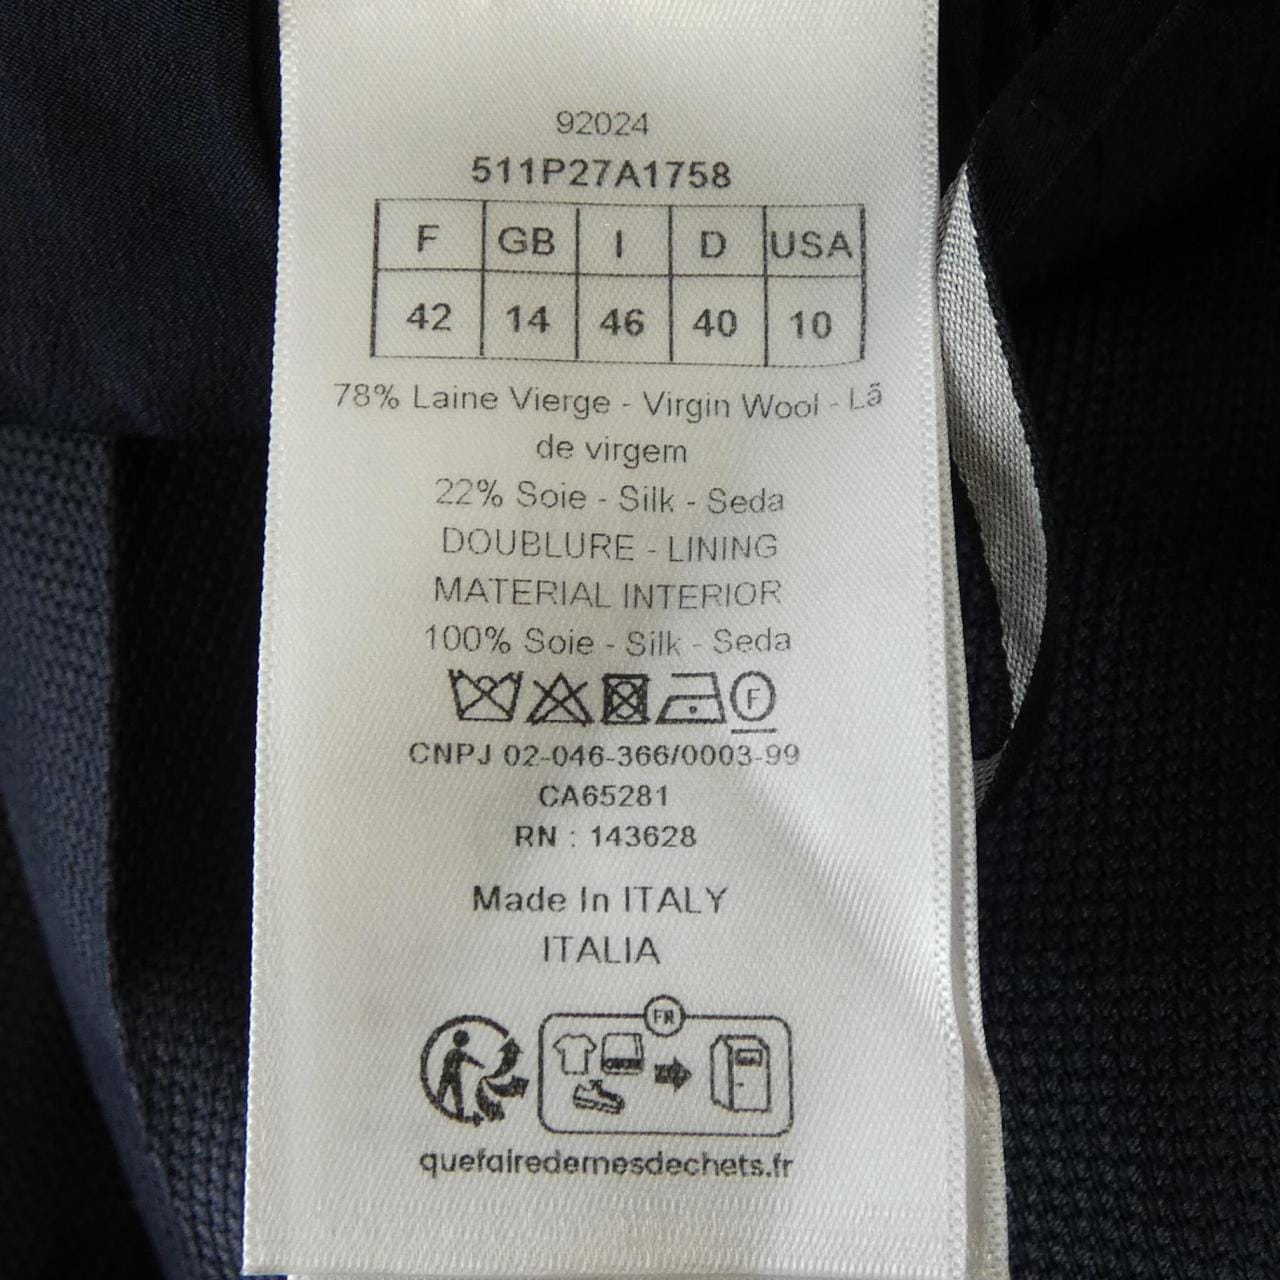 92024
511P27A1758
F GB I D USA
42 14 46 40 10
78% Laine Vierge - Virgin Wool - Lã
de virgem
22% Soie - Silk - Seda
DOUBLURE - LINING
MATERIAL INTERIOR
100% Soie - Silk - Seda
F
CNPJ 02-046-366/0003-99
CA65281
RN : 143628
Made In ITALY
ITALIA
FR
quefairedemesdechets.fr